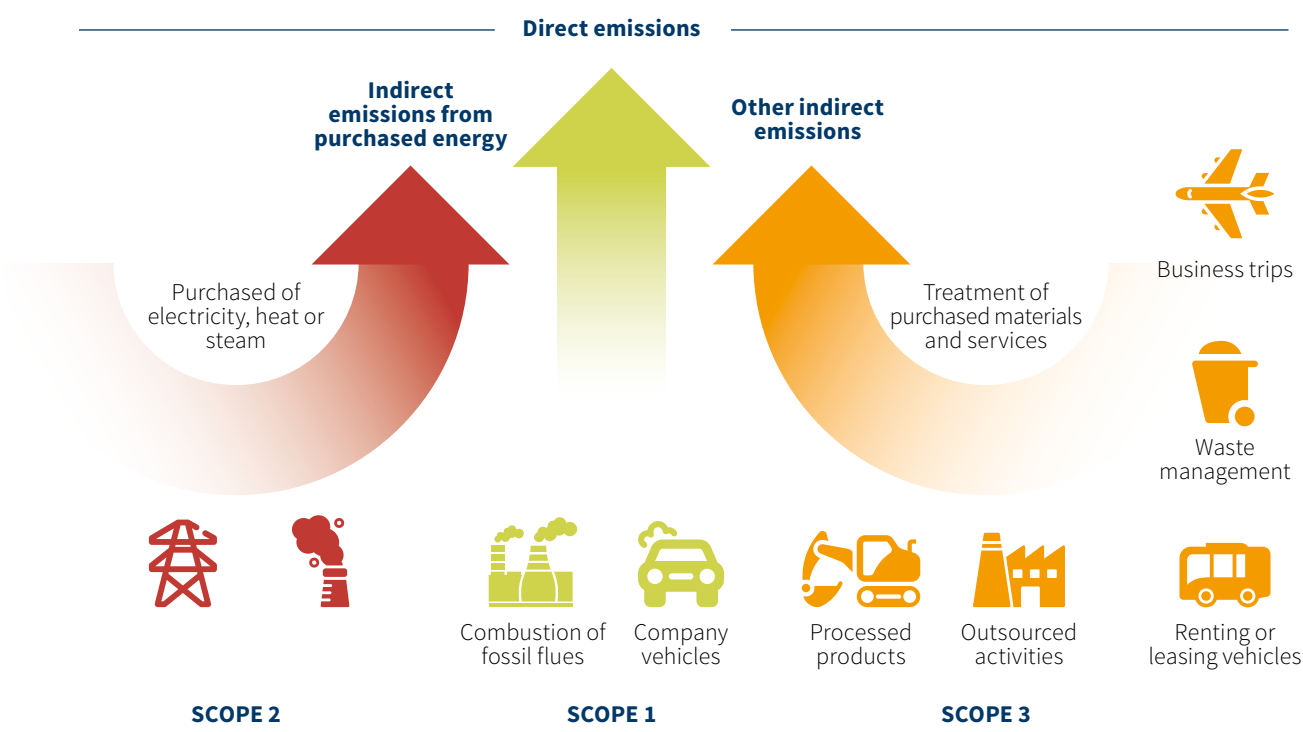 Direct emissions
Indirect
emissions from
purchased energy
Other indirect
emissions
Purchased of
electricity, heat or
steam
Treatment of
purchased materials
and services
Business trips
Waste
management
Combustion of
fossil flues
Company
vehicles
Processed
products
Outsourced
activities
Renting or
leasing vehicles
SCOPE 2
SCOPE 1
SCOPE 3